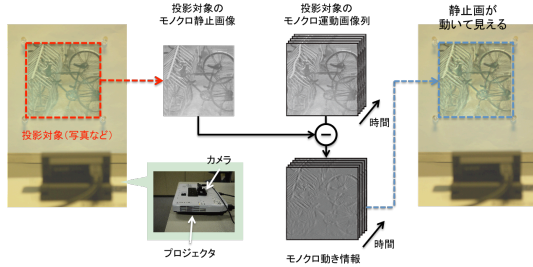 投影対象の
モノクロ静止画像
投影対象の
モノクロ運動画像列
静止画が
動いて見える
投影対象(写真など)
時間
カメラ
プロジェクタ
時間
モノクロ動き情報